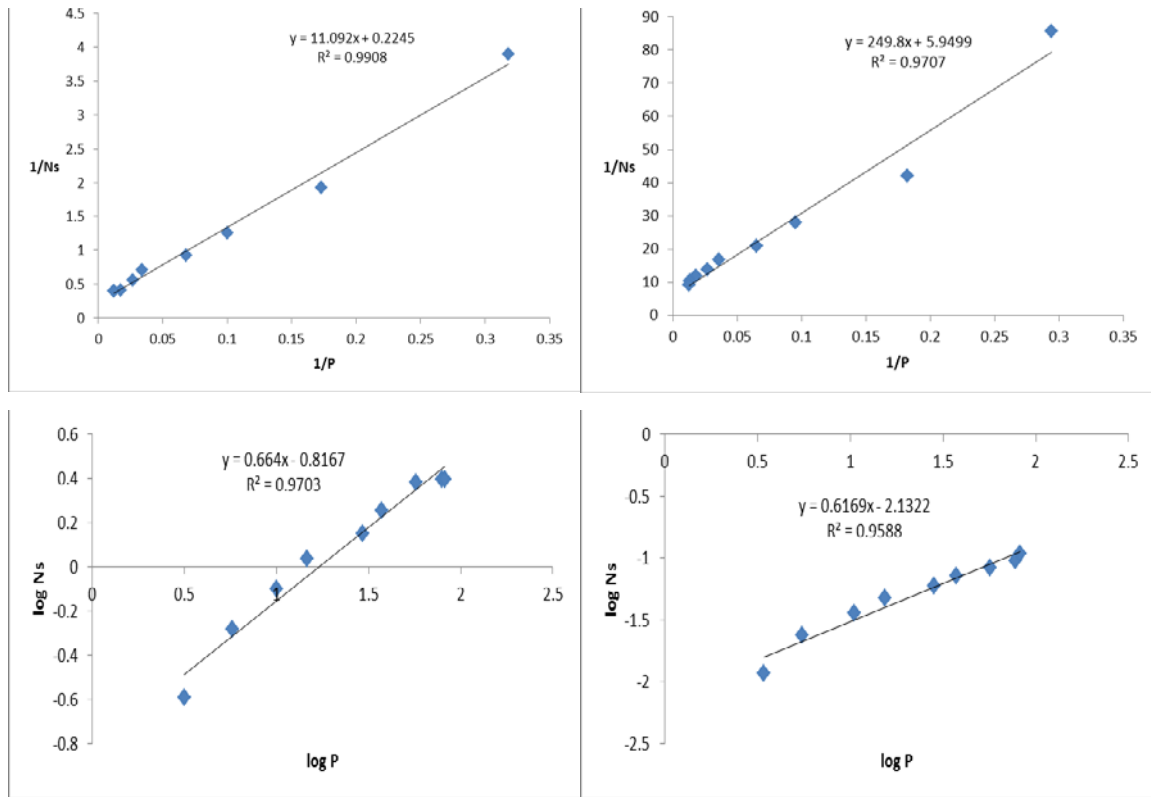 4.5
4
3.5
3
2.5
2
1.5
1
0.5
0
1/Ns
y = 11.092x + 0.2245
R² = 0.9908
0 0.05 0.1 0.15 0.2 0.25 0.3 0.35
1/P
90
80
70
60
50
40
30
20
10
0
1/Ns
y = 249.8x + 5.9499
R² = 0.9707
0 0.05 0.1 0.15 0.2 0.25 0.3 0.35
1/P
0.6
0.4
0.2
0
-0.2
-0.4
-0.6
-0.8
log Ns
y = 0.664x - 0.8167
R² = 0.9703
0 0.5 1 1.5 2 2.5
log P
0
-0.5
-1
-1.5
-2
-2.5
log Ns
0 0.5 1 1.5 2 2.5
y = 0.6169x - 2.1322
R² = 0.9588
log P